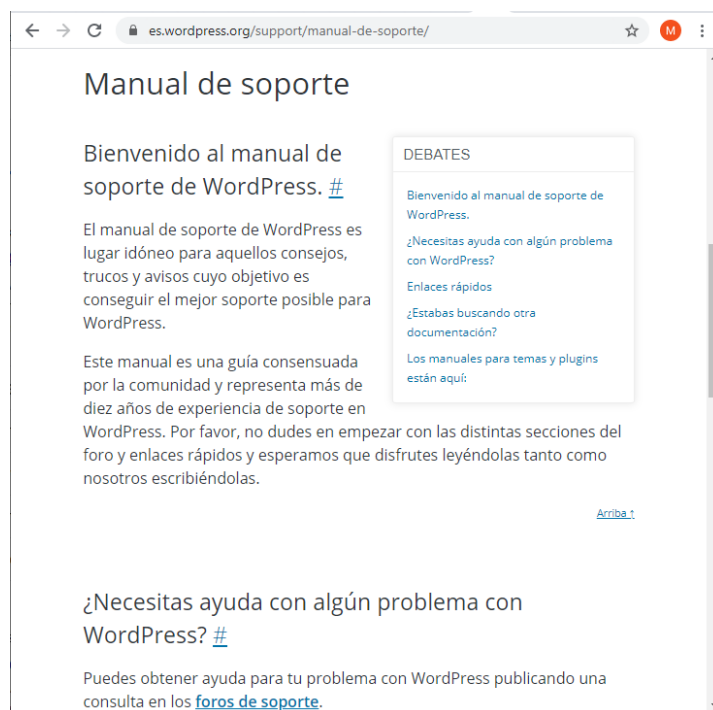 es.wordpress.org/support/manual-de-soporte/
M
Manual de soporte
Bienvenido al manual de
soporte de WordPress. #
El manual de soporte de WordPress es
lugar idóneo para aquellos consejos,
trucos y avisos cuyo objetivo es
conseguir el mejor soporte posible para
WordPress.
Este manual es una guía consensuada
por la comunidad y representa más de
diez años de experiencia de soporte en
WordPress. Por favor, no dudes en empezar con las distintas secciones del
foro y enlaces rápidos y esperamos que disfrutes leyéndolas tanto como
nosotros escribiéndolas.
DEBATES
Bienvenido al manual de soporte de
WordPress.
¿Necesitas ayuda con algún problema
con WordPress?
Enlaces rápidos
¿Estabas buscando otra
documentación?
Los manuales para temas y plugins
están aquí:
Arriba ↑
¿Necesitas ayuda con algún problema con
WordPress? #
Puedes obtener ayuda para tu problema con WordPress publicando una
consulta en los foros de soporte.